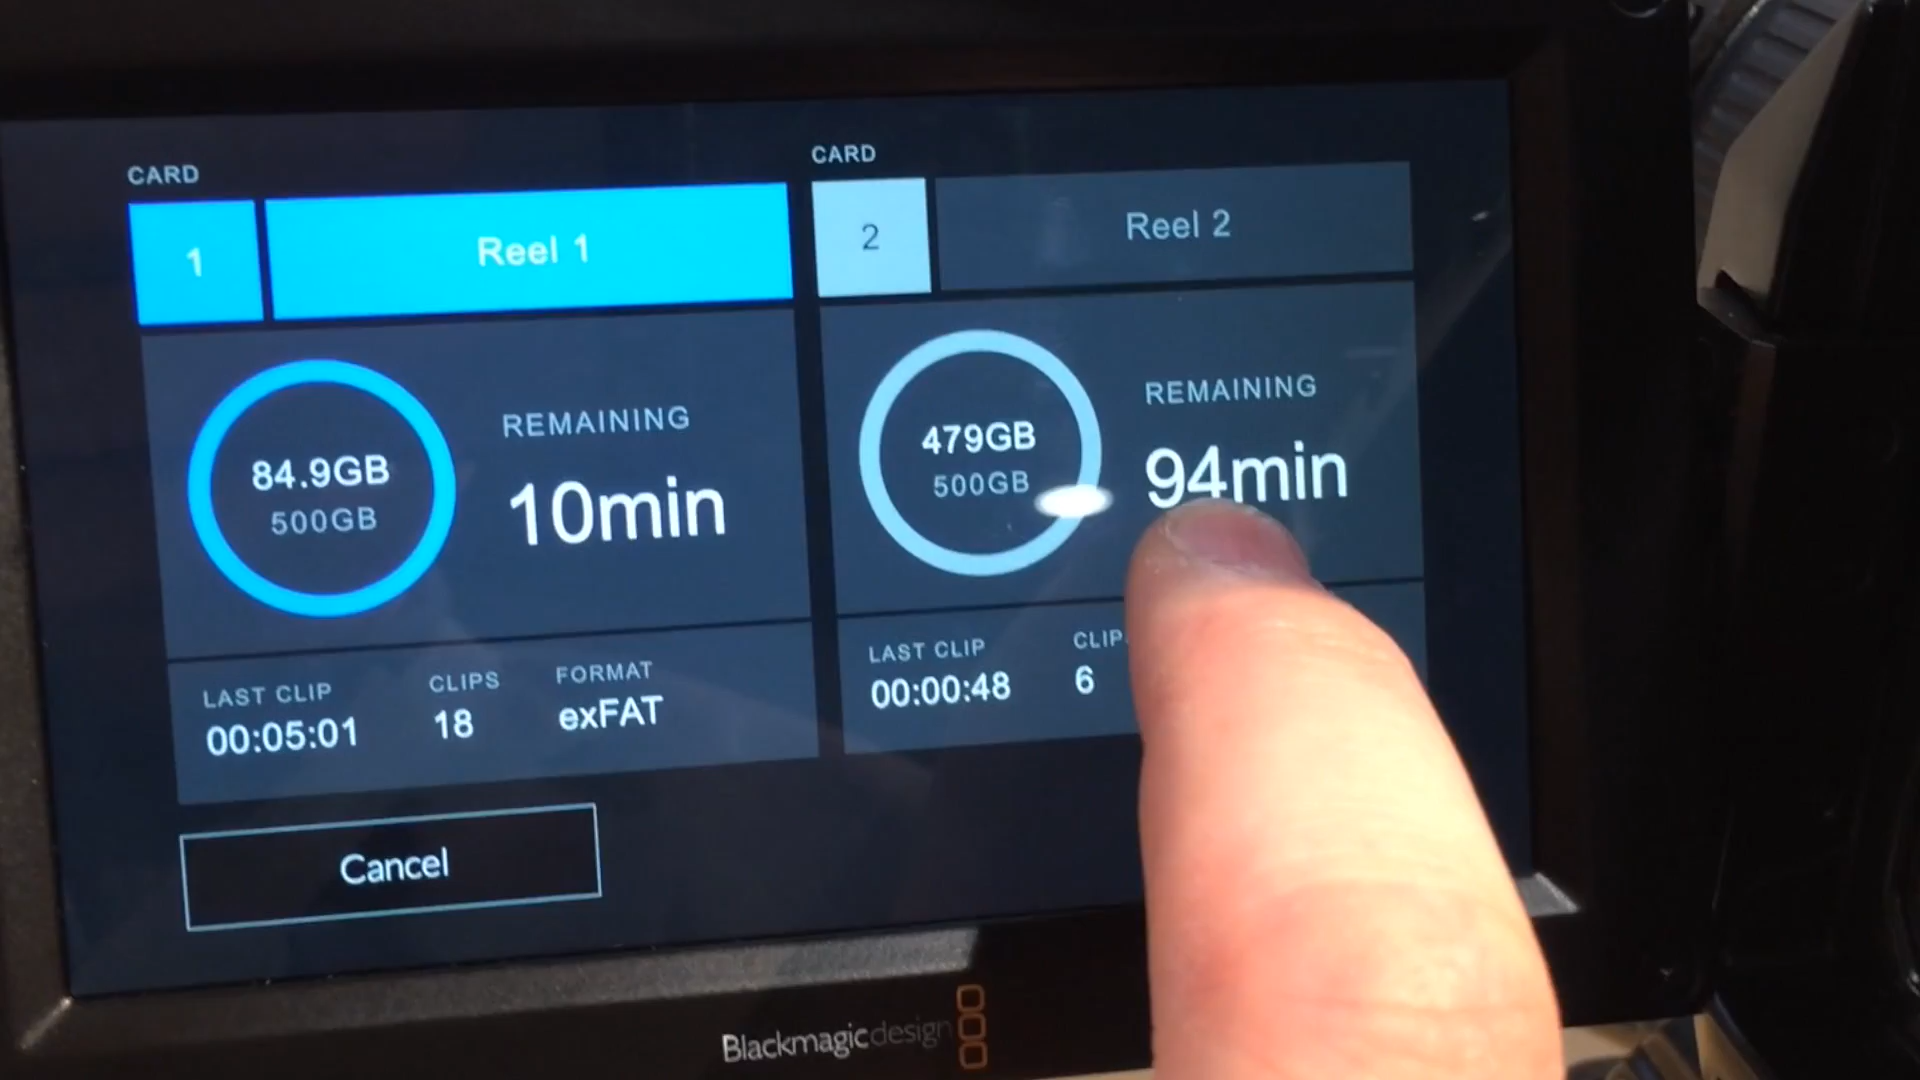 CARD
1
Reel 1
84.9GB
500GB
REMAINING
10min
LAST CLIP
00:05:01
CLIPS
18
FORMAT
exFAT
CARD
2
Reel 2
479GB
500GB
REMAINING
94min
LAST CLIP
00:00:48
CLIP
6
Cancel
Blackmagicdesign